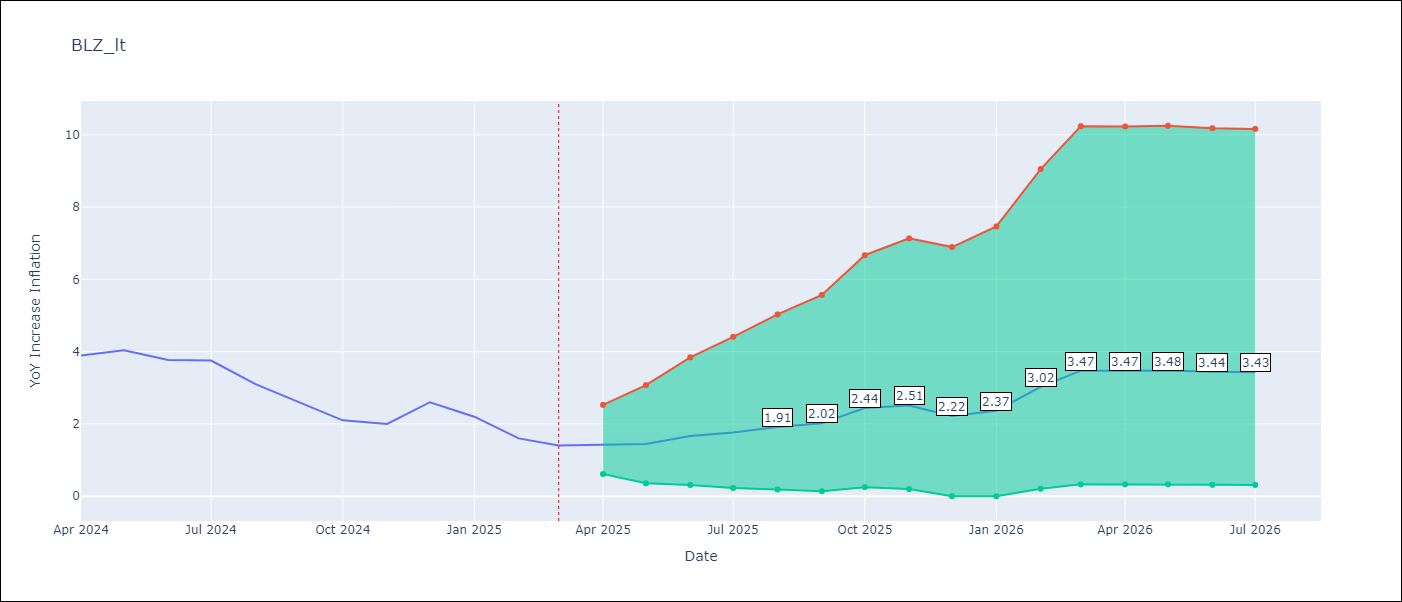 BLZ_lt
YoY Increase Inflation
10
8
6
4
2
0
1.91
2.02
2.44
2.51
2.22
2.37
3.02
3.47
3.47
3.48
3.44
3.43
Apr 2024
Jul 2024
Oct 2024
Jan 2025
Apr 2025
Jul 2025
Oct 2025
Jan 2026
Apr 2026
Jul 2026
Date